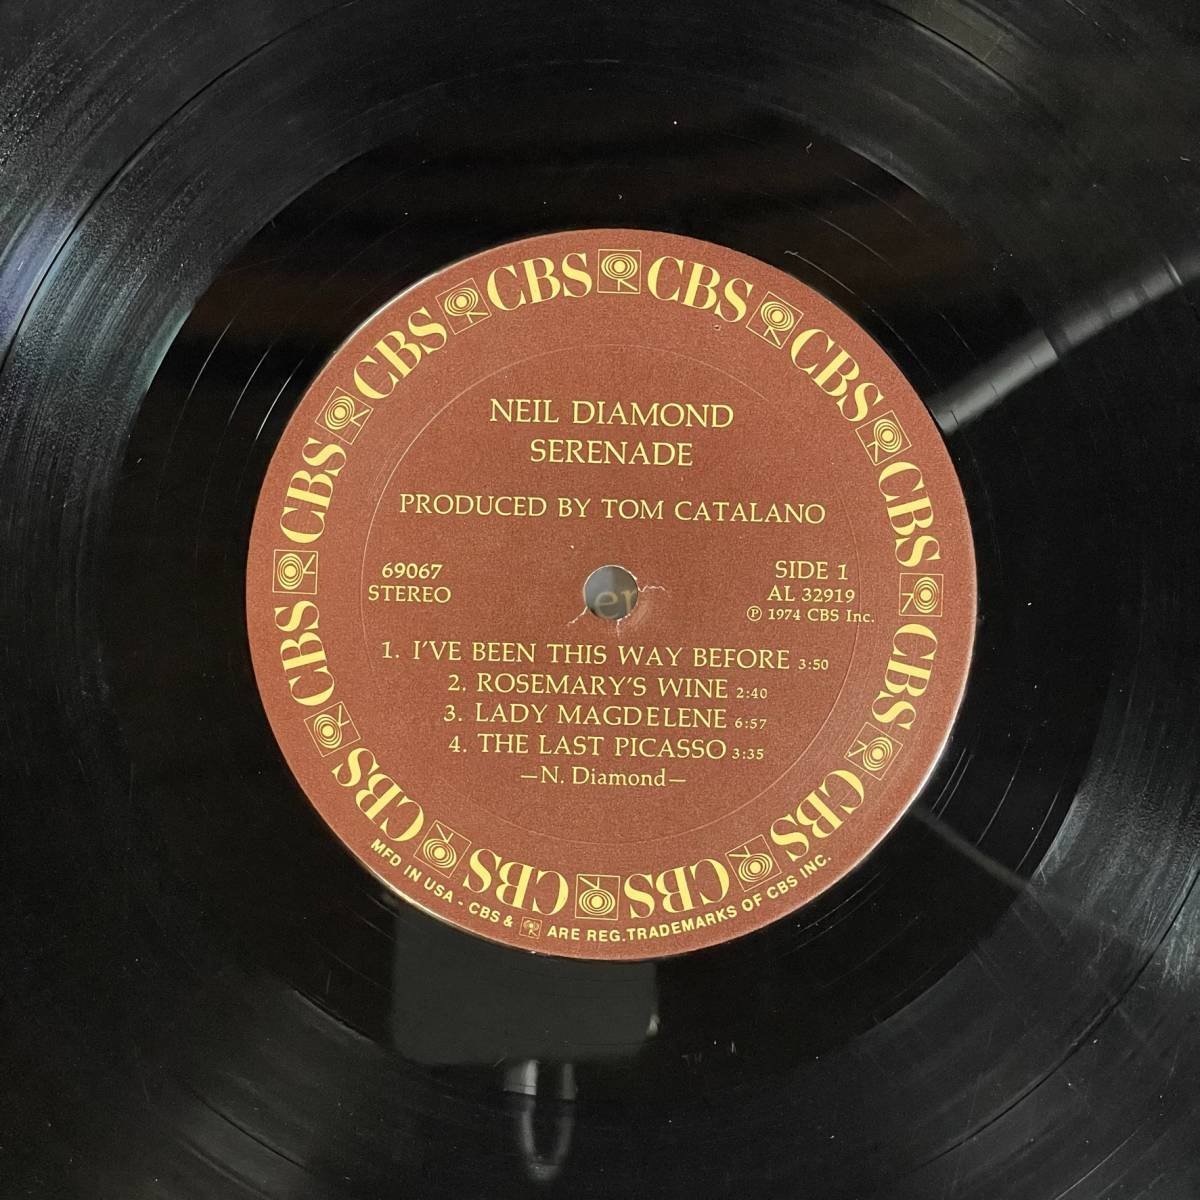 CBS CBS CBS CBS CBS CBS CBS CBS CBS CBS CBS CBS CBS CBS
NEIL DIAMOND
SERENADE
PRODUCED BY TOM CATALANO
69067
STEREO
SIDE 1
AL 32919
Ⓟ 1974 CBS Inc.
er
1. I'VE BEEN THIS WAY BEFORE 3:50
2. ROSEMARY'S WINE 2:40
3. LADY MAGDELENE 6:57
4. THE LAST PICASSO 3:35
—N. Diamond—
MFD IN USA - CBS & ARE REG.TRADEMARKS OF CBS INC.